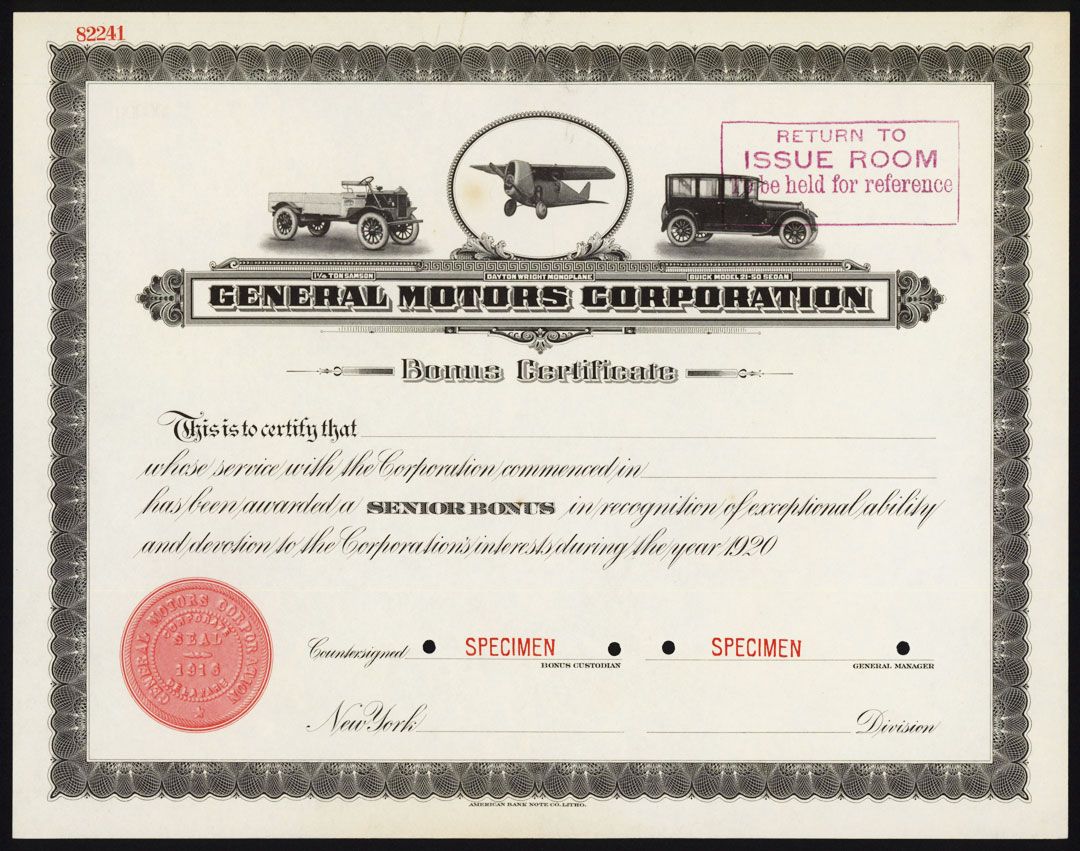 82241
RETURN TO
ISSUE ROOM
To be held for reference
1¼ TON SAMSON
DAYTON WRIGHT MONOPLANE
BUICK MODEL 21-50 SEDAN
GENERAL MOTORS CORPORATION
Bonus Certificate
This is to certify that
whose service with the Corporation commenced in
has been awarded a SENIOR BONUS in recognition of exceptional ability
and devotion to the Corporation's interests during the year 1920
GENERAL MOTORS CORPORATION
CORPORATE
SEAL
1916
DELAWARE
Countersigned SPECIMEN SPECIMEN
BONUS CUSTODIAN GENERAL MANAGER
New York Division
AMERICAN BANK NOTE CO. LITHO.